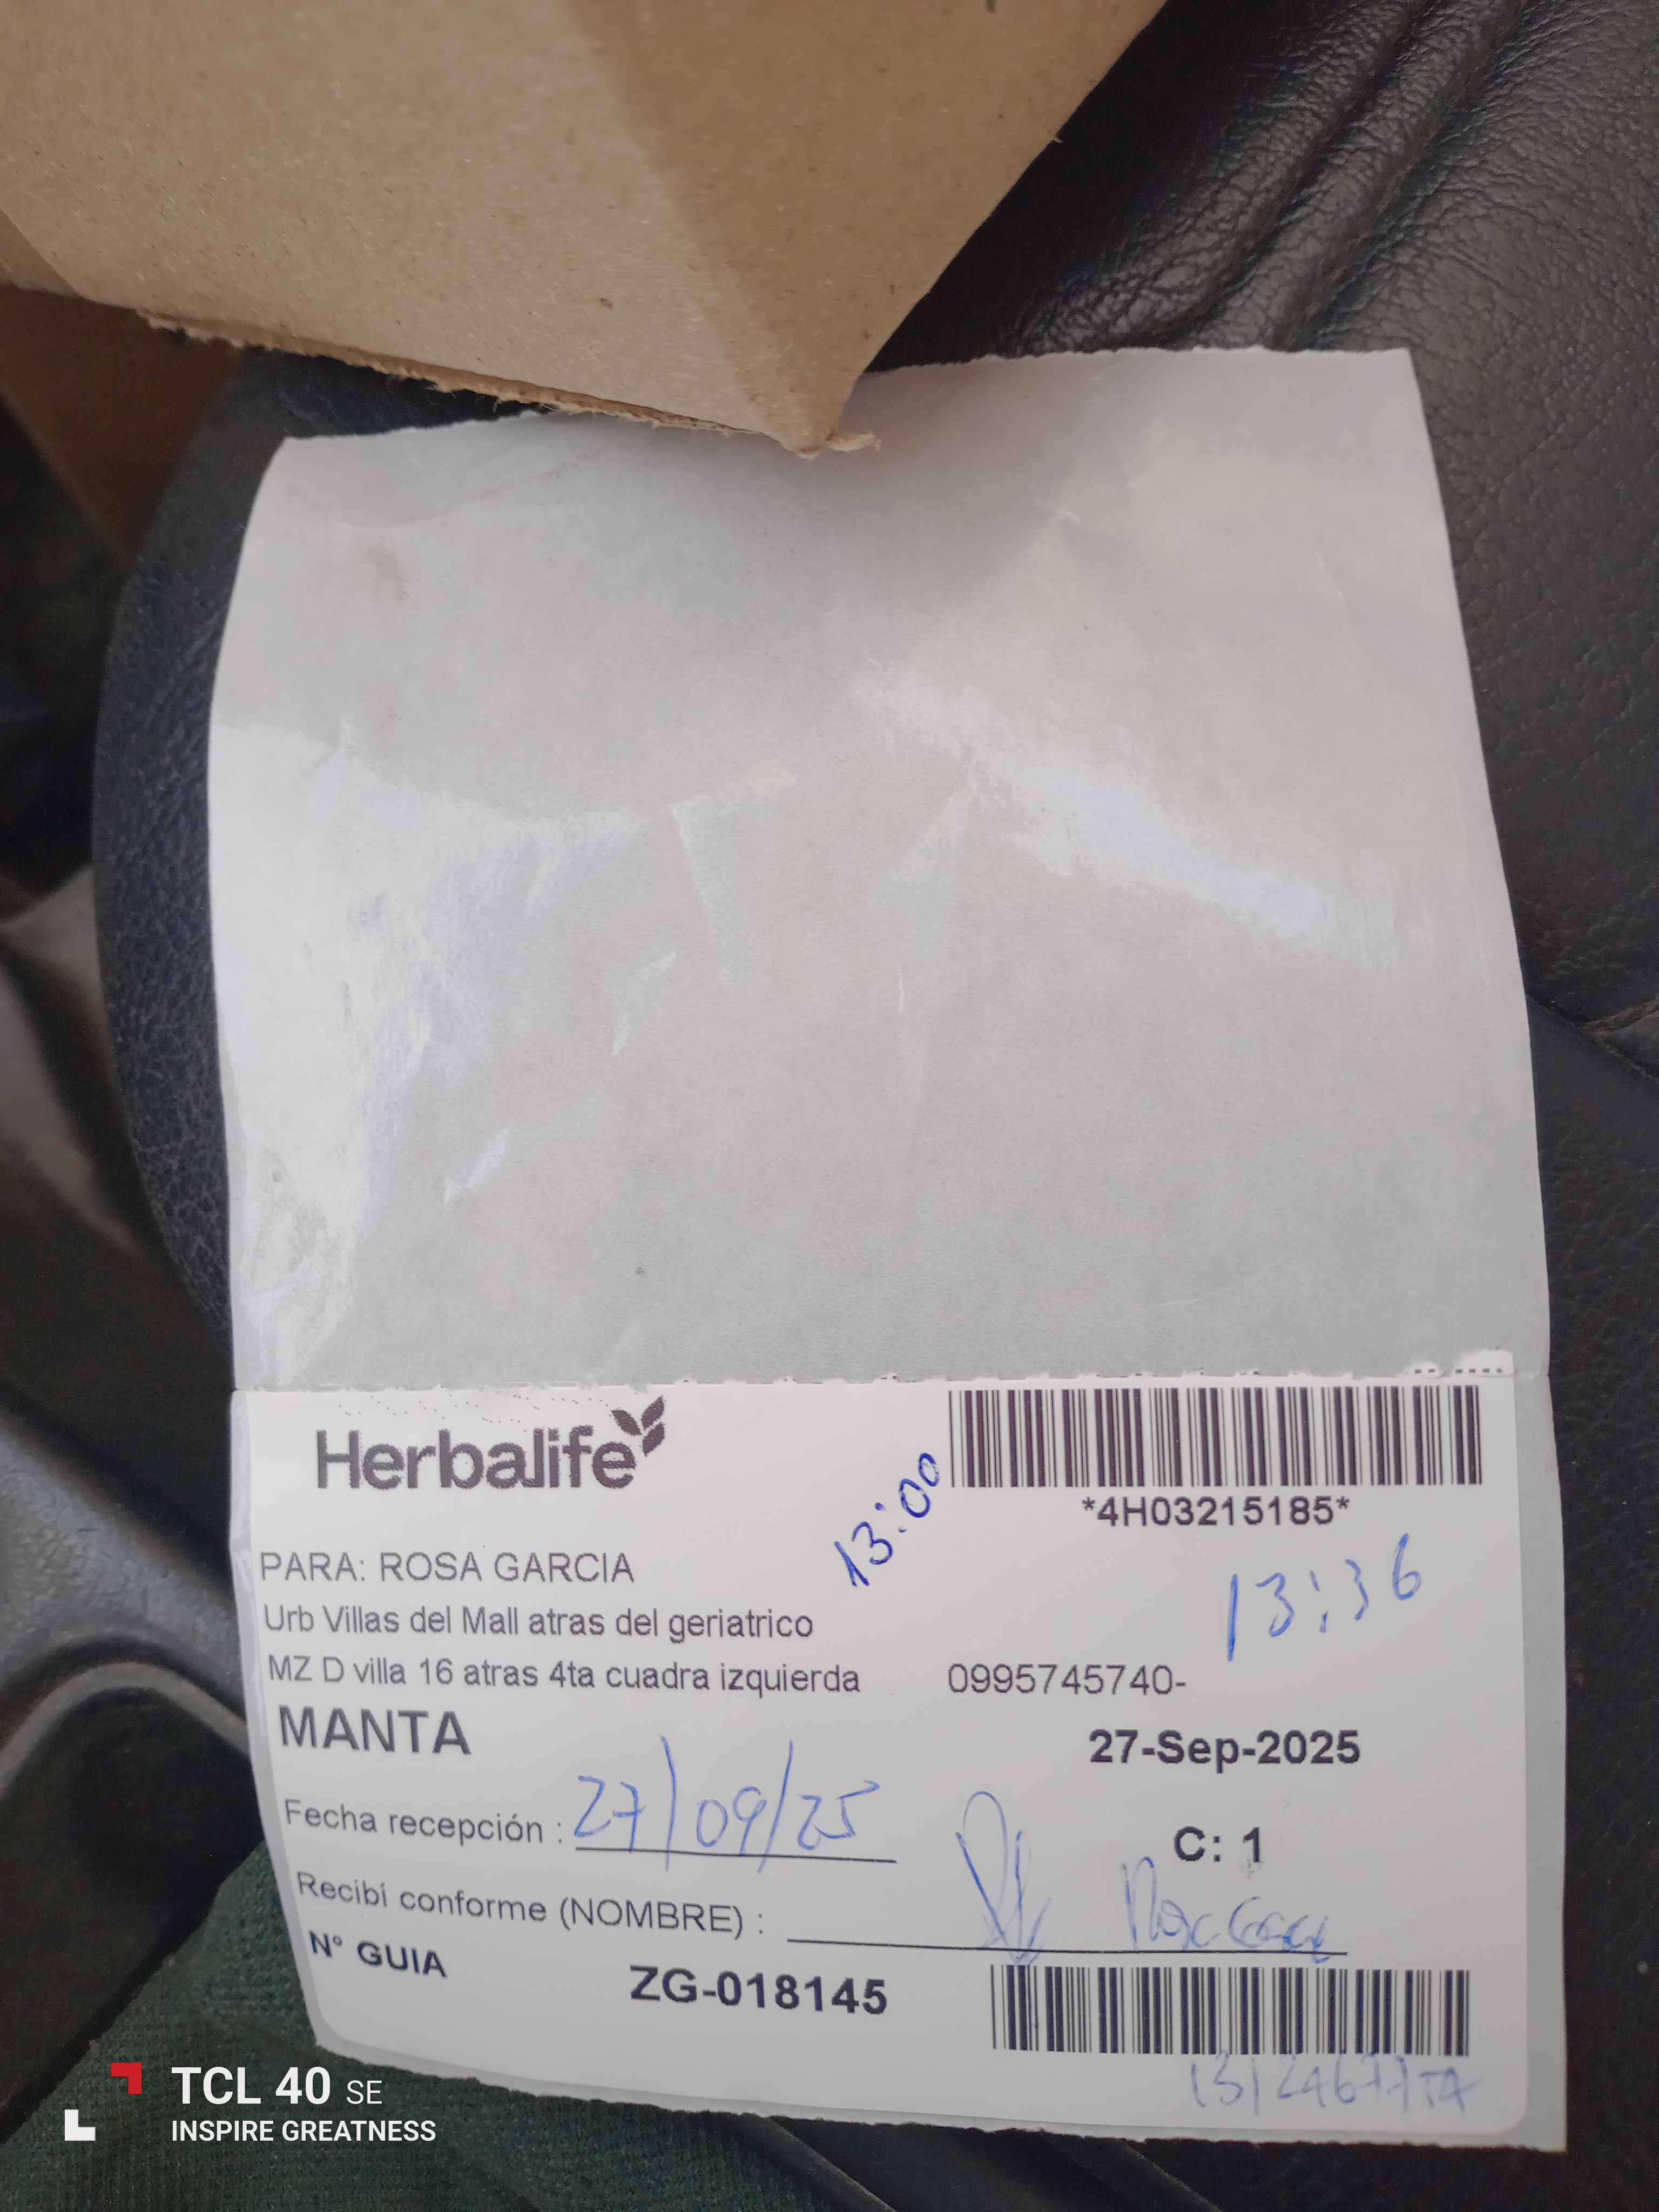 Herbalife
13:00
*4H03215185*
PARA: ROSA GARCIA
13:36
Urb Villas del Mall atras del geriatrico
MZ D villa 16 atras 4ta cuadra izquierda 0995745740-
MANTA
27-Sep-2025
Fecha recepción : 27/09/25
C: 1
Recibí conforme (NOMBRE) :
N° GUIA
ZG-018145
TCL 40 SE
INSPIRE GREATNESS